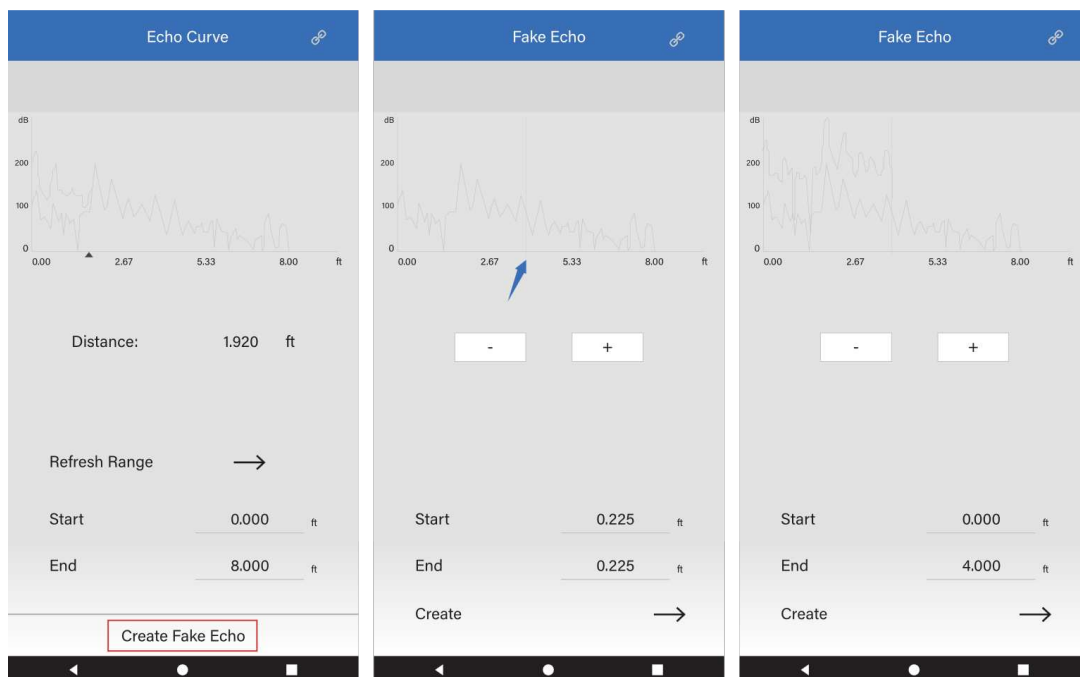 Echo Curve
dB
200
100
0
0.00 2.67 5.33 8.00 ft
Distance: 1.920 ft
Refresh Range
Start 0.000 ft
End 8.000 ft
Create Fake Echo
Fake Echo
dB
200
100
0
0.00 2.67 5.33 8.00 ft
- +
Start 0.225 ft
End 0.225 ft
Create
Fake Echo
dB
200
100
0
0.00 2.67 5.33 8.00 ft
- +
Start 0.000 ft
End 4.000 ft
Create